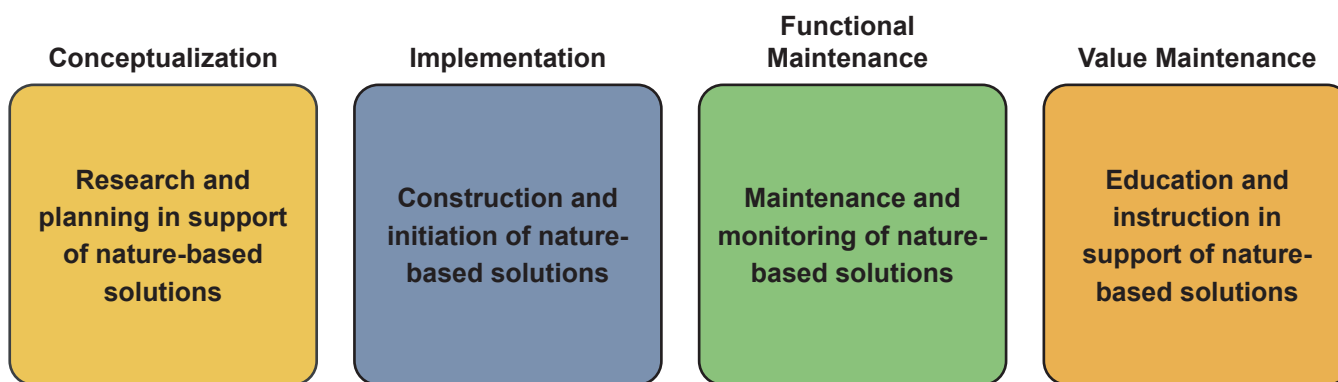 Conceptualization
Research and
planning in support
of nature-based
solutions
Implementation
Construction and
initiation of nature-
based solutions
Functional
Maintenance
Maintenance and
monitoring of nature-
based solutions
Value Maintenance
Education and
instruction in
support of nature-
based solutions